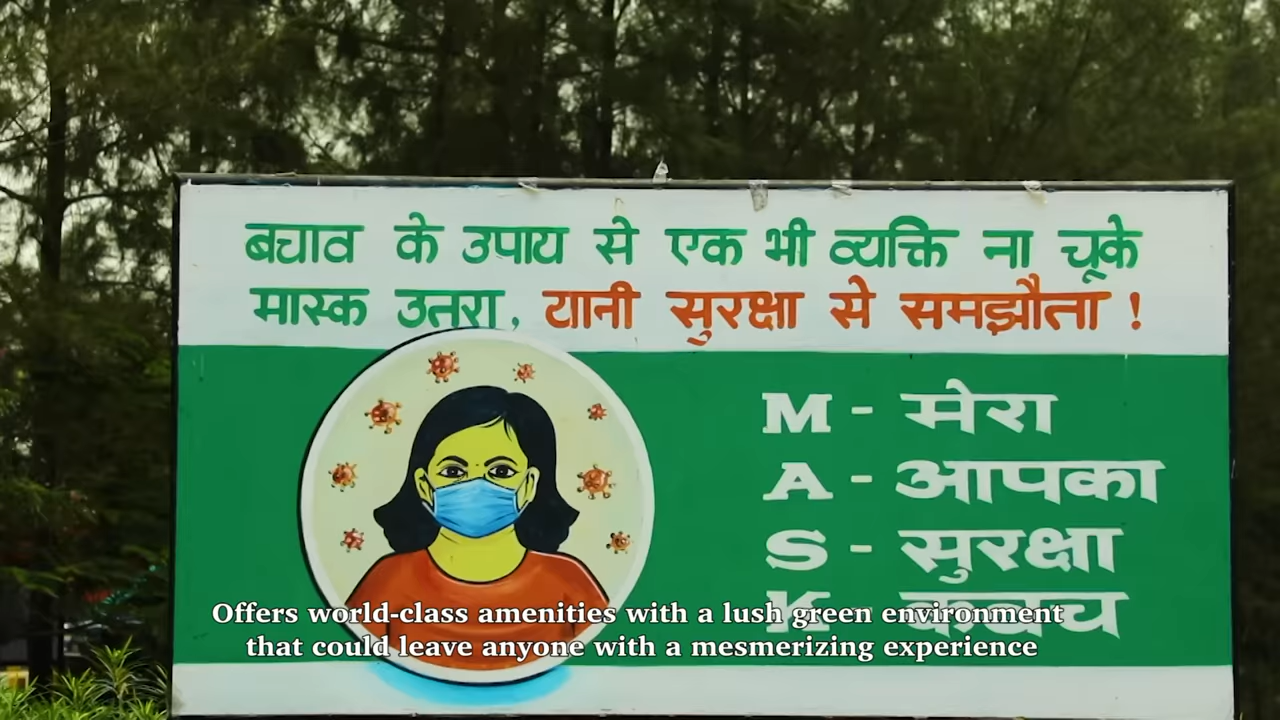 बचाव के उपाय से एक भी व्यक्ति ना चूके
मास्क उतरा, यानी सुरक्षा से समझौता !
M - मेरा
A - आपका
S - सुरक्षा
K - कवच
Offers world-class amenities with a lush green environment
that could leave anyone with a mesmerizing experience